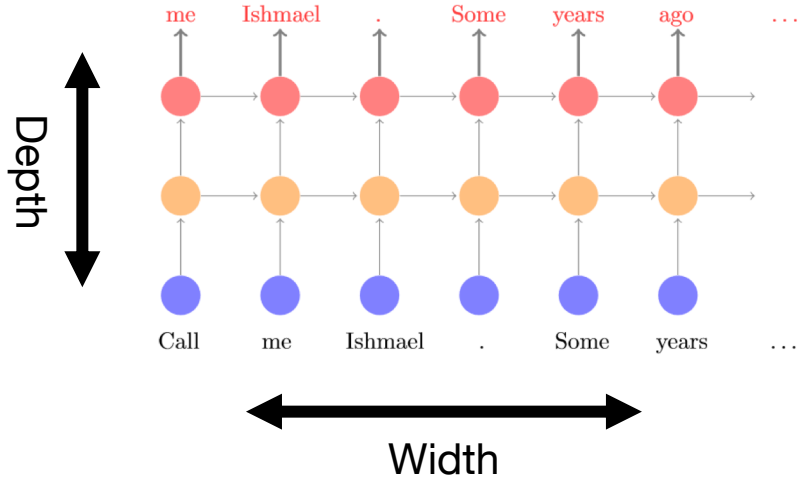 me Ishmael . Some years ago ...
Depth
Call me Ishmael . Some years ...
Width